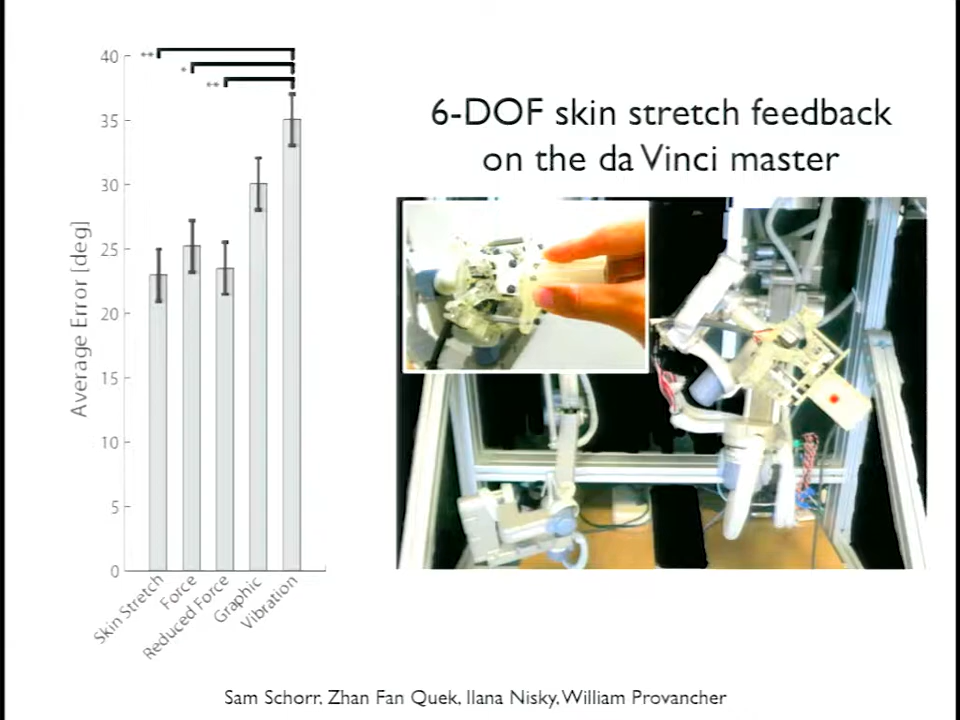 6-DOF skin stretch feedback
on the da Vinci master
Average Error [deg]
40
35
30
25
20
15
10
5
0
**
*
**
Skin Stretch
Force
Reduced Force
Graphic
Vibration
Sam Schorr, Zhan Fan Quek, Ilana Nisky, William Provancher